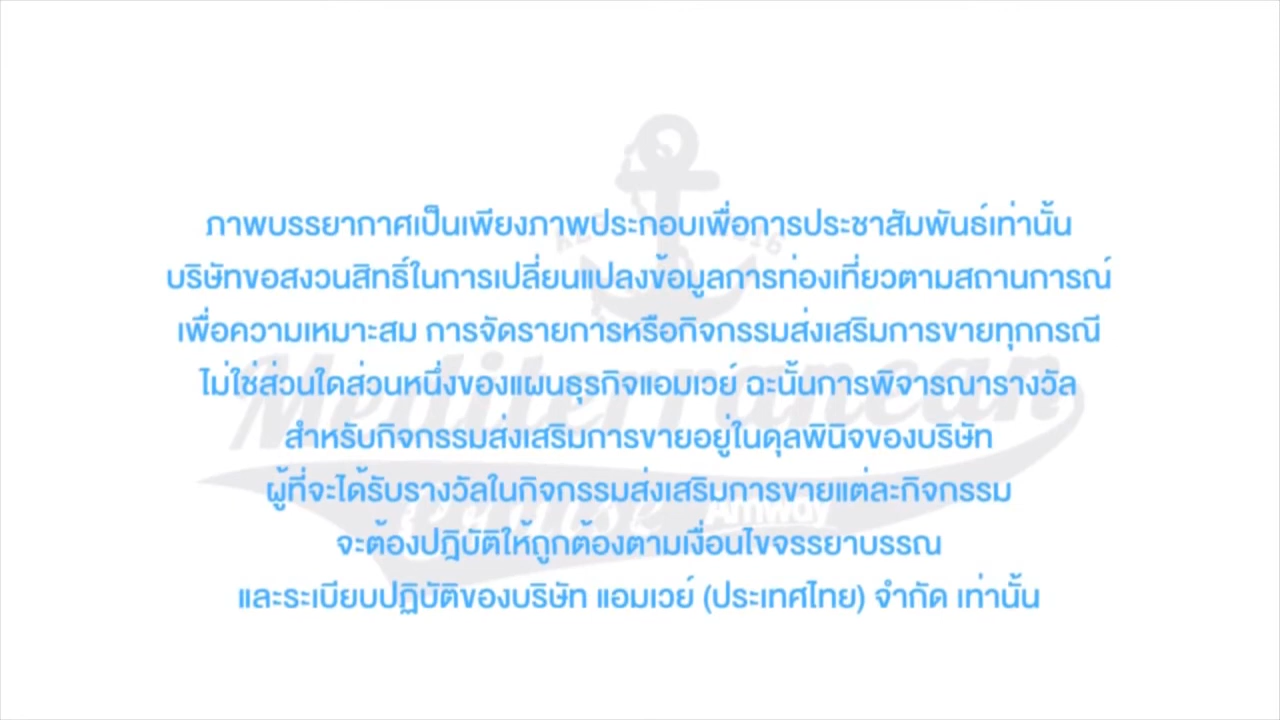 ภาพบรรยากาศเป็นเพียงภาพประกอบเพื่อการประชาสัมพันธ์เท่านั้น
บริษัทขอสงวนสิทธิ์ในการเปลี่ยนแปลงข้อมูลการท่องเที่ยวตามสถานการณ์
เพื่อความเหมาะสม การจัดรายการหรือกิจกรรมส่งเสริมการขายทุกกรณี
ไม่ใช่ส่วนใดส่วนหนึ่งของแผนธุรกิจแอมเวย์ ฉะนั้นการพิจารณารางวัล
สำหรับกิจกรรมส่งเสริมการขายอยู่ในดุลพินิจของบริษัท
ผู้ที่จะได้รับรางวัลในกิจกรรมส่งเสริมการขายแต่ละกิจกรรม
จะต้องปฎิบัติให้ถูกต้องตามเงื่อนไขจรรยาบรรณ
และระเบียบปฏิบัติของบริษัท แอมเวย์ (ประเทศไทย) จำกัด เท่านั้น
Mediterranean
Cruise Amway